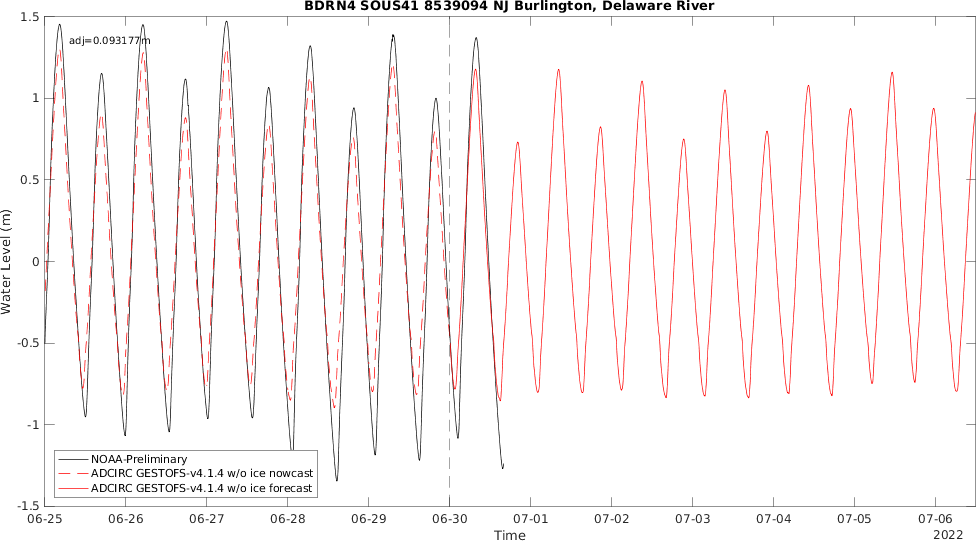 BDRN4 SOUS41 8539094 NJ Burlington, Delaware River
adj=0.093177m
1.5
1
0.5
0
-0.5
-1
-1.5
Water Level (m)
NOAA-Preliminary
ADCIRC GESTOFS-v4.1.4 w/o ice nowcast
ADCIRC GESTOFS-v4.1.4 w/o ice forecast
06-25 06-26 06-27 06-28 06-29 06-30 07-01 07-02 07-03 07-04 07-05 07-06
Time
2022